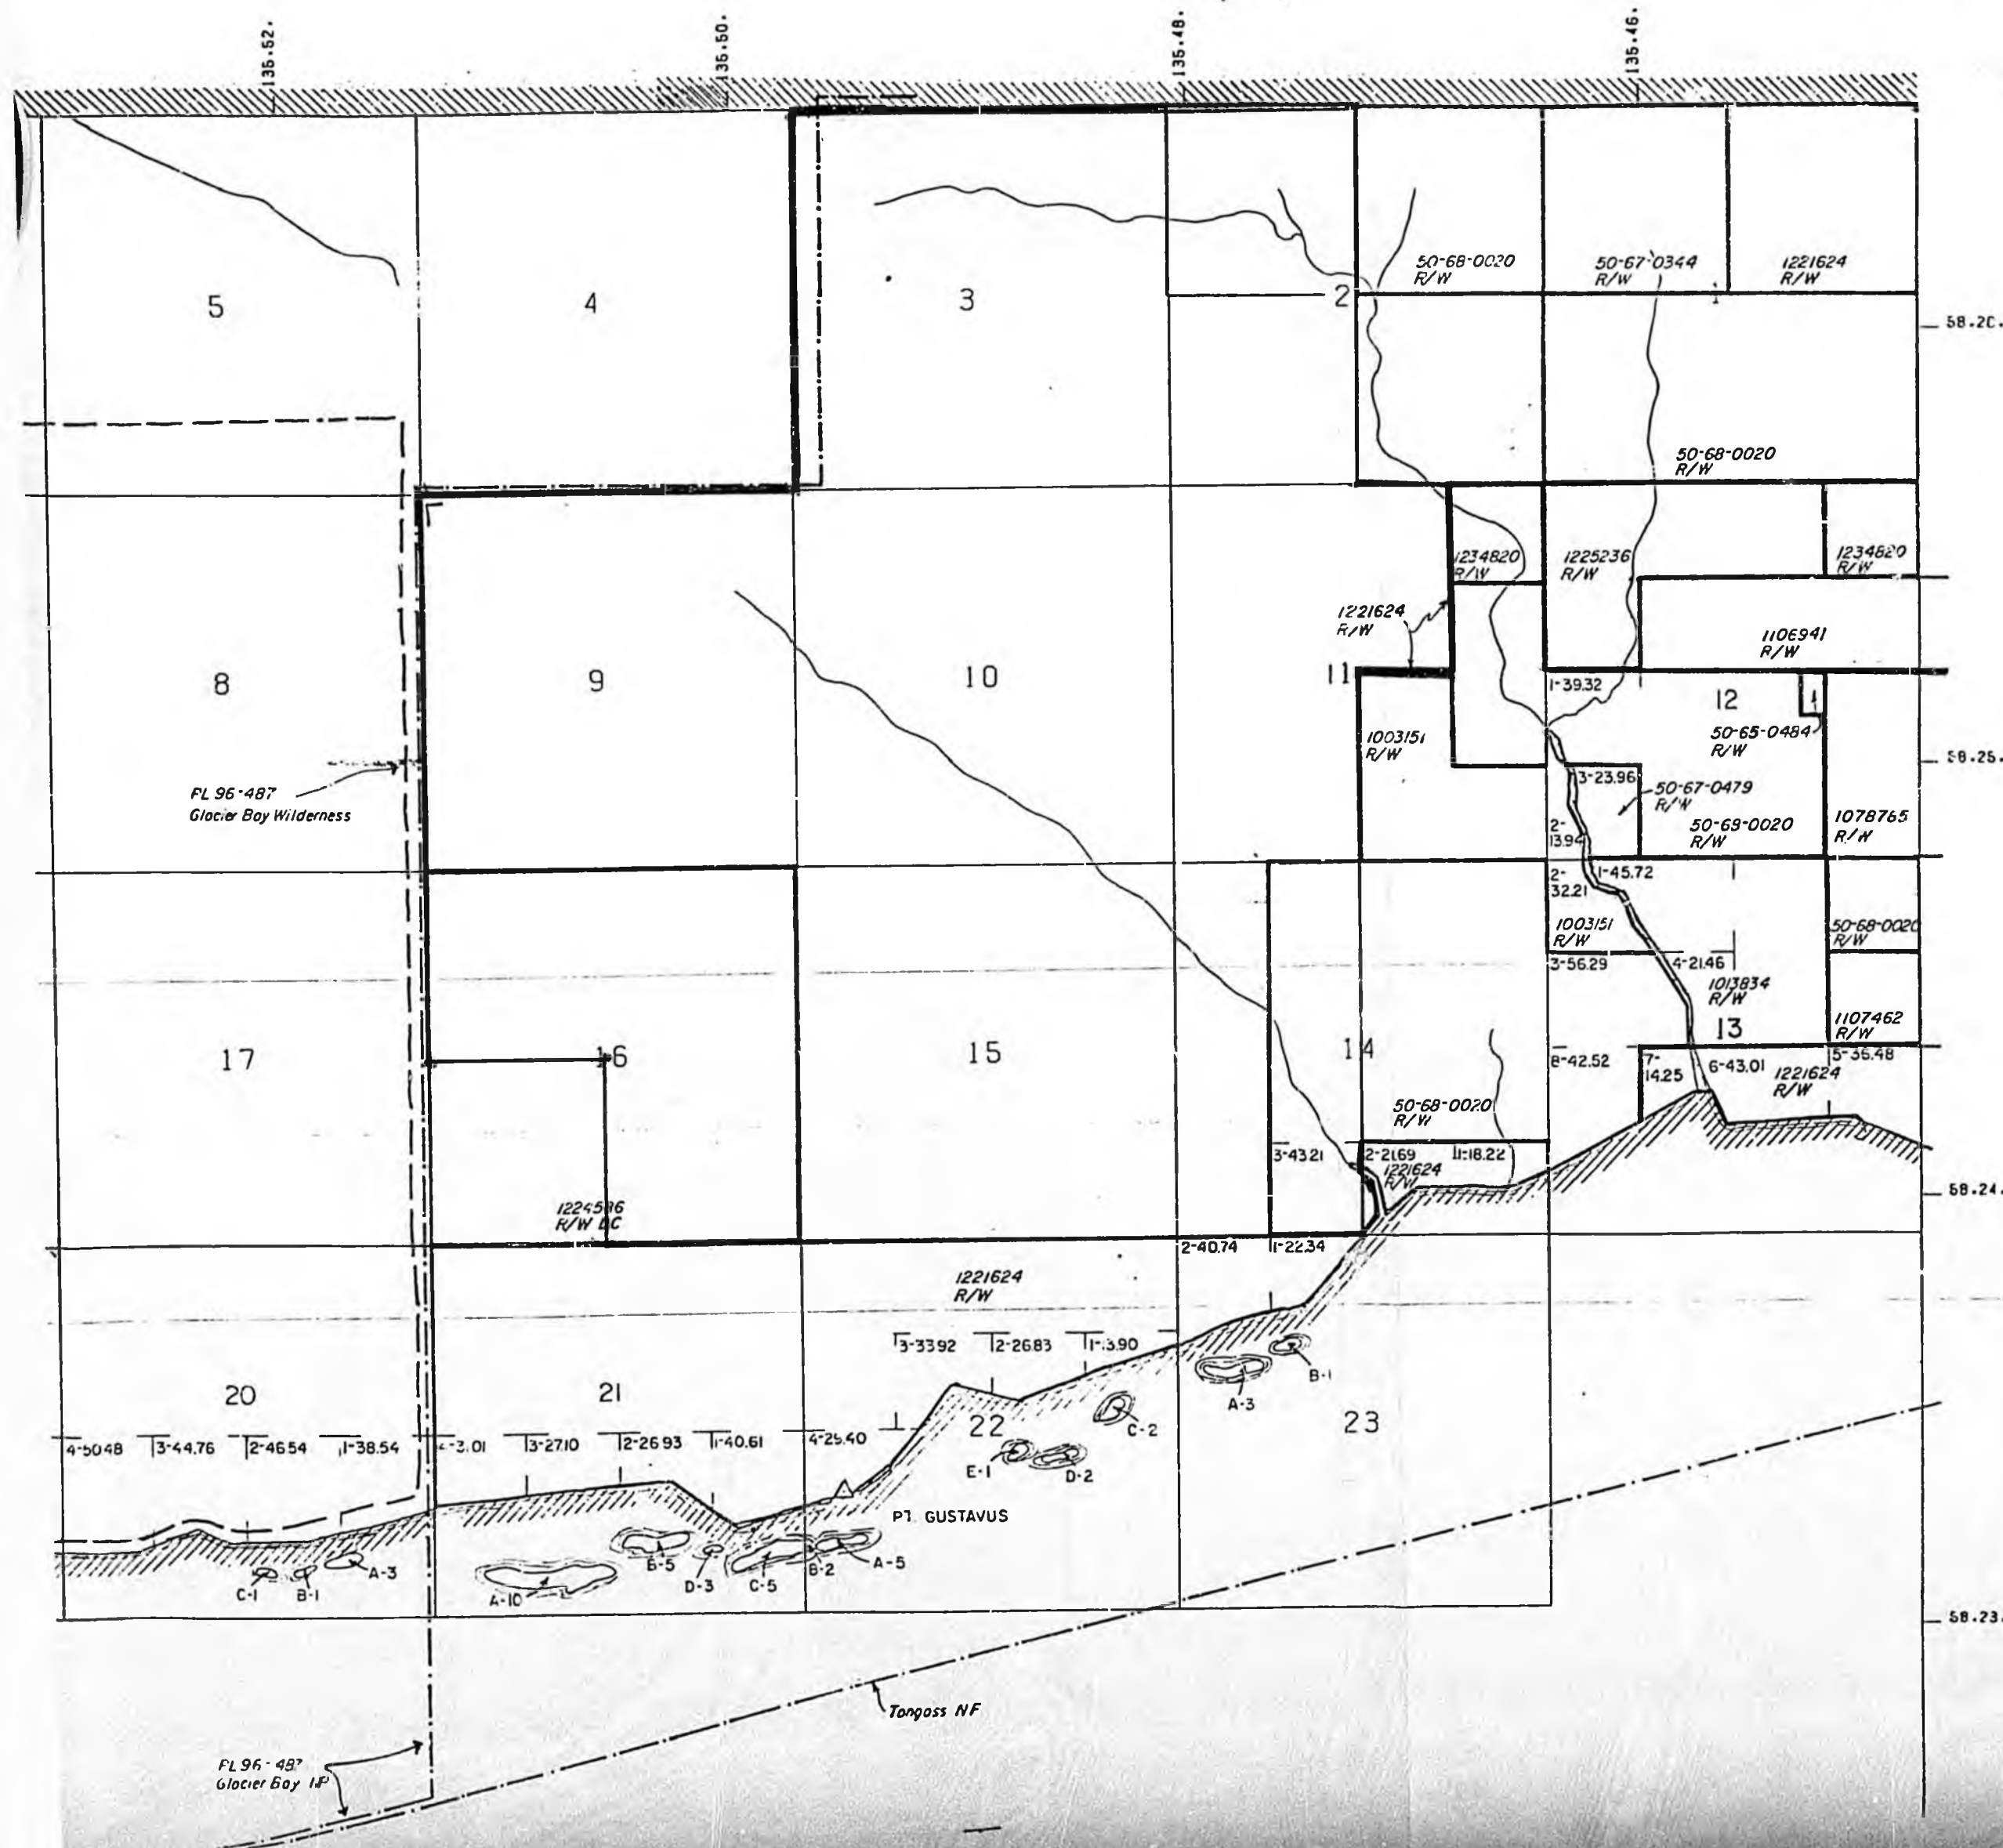 135.52.
135.50.
135.48.
135.46.
5
4
3
2
1
50-68-0020
R/W
50-67-0344
R/W
1221624
R/W
58.20.
50-68-0020
R/W
8
9
10
11
12
1234820
R/W
1225236
R/W
1234820
R/W
1221624
R/W
1106941
R/W
1-39.32
50-65-0484
R/W
1003151
R/W
58.25.
3-23.96
50-67-0479
R/W
PL 96-487
Glacier Bay Wilderness
2-
13.94
50-69-0020
R/W
1078765
R/W
2-
32.21
1-45.72
1003151
R/W
50-68-0020
R/W
3-56.29
4-21.46
1013834
R/W
1107462
R/W
17
16
15
14
13
8-42.52
7-
14.25
6-43.01
5-36.48
1221624
R/W
50-68-0020
R/W
3-43.21
2-21.69
1-18.22
1221624
R/W
58.24.
R/W
2-40.74
1-22.34
1221624
R/W
3-33.92
2-26.83
B-1
A-3
20
21
22
23
C-2
4-50.48
3-44.76
2-46.54
1-38.54
3-27.10
2-26.93
1-40.61
4-25.40
E-1
D-2
PT. GUSTAVUS
C-1
B-1
A-3
A-10
B-5
D-3
C-5
B-2
A-5
58.23.
Tongass NF
PL 96-487
Glacier Bay NP